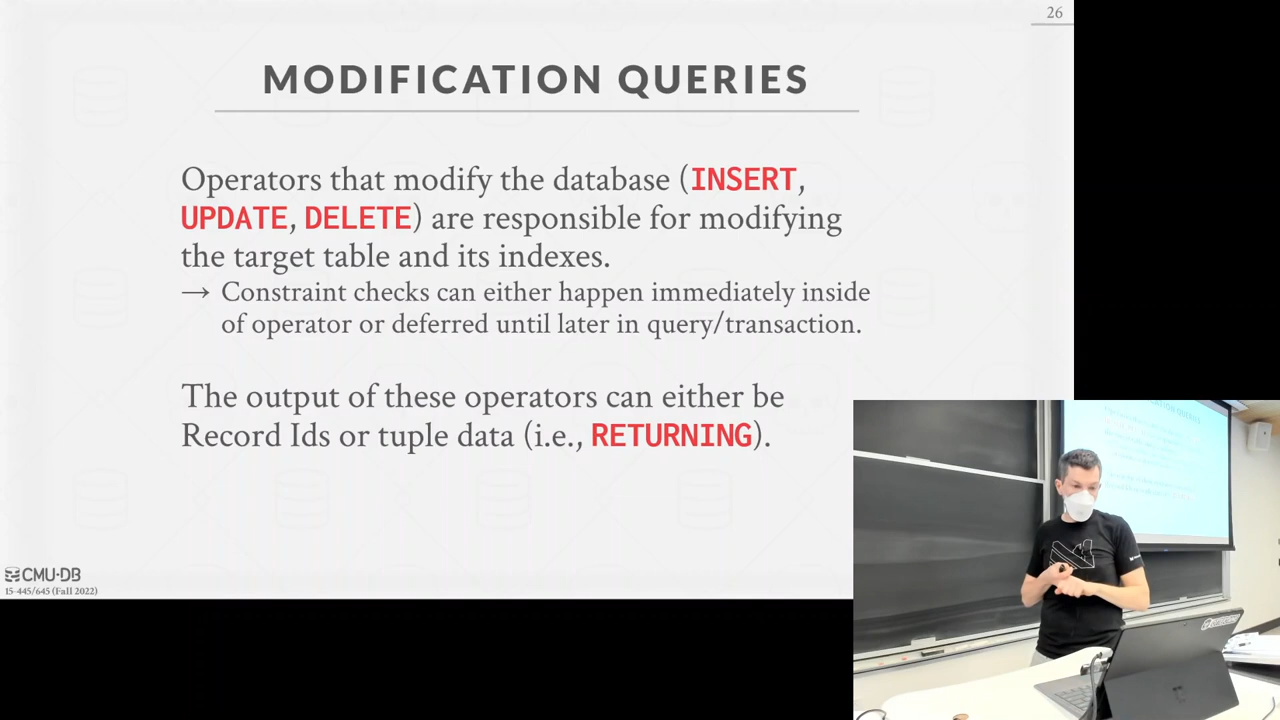 26
MODIFICATION QUERIES
Operators that modify the database (INSERT,
UPDATE, DELETE) are responsible for modifying
the target table and its indexes.
→ Constraint checks can either happen immediately inside
of operator or deferred until later in query/transaction.
The output of these operators can either be
Record Ids or tuple data (i.e., RETURNING).
CMU·DB
15-445/645 (Fall 2022)